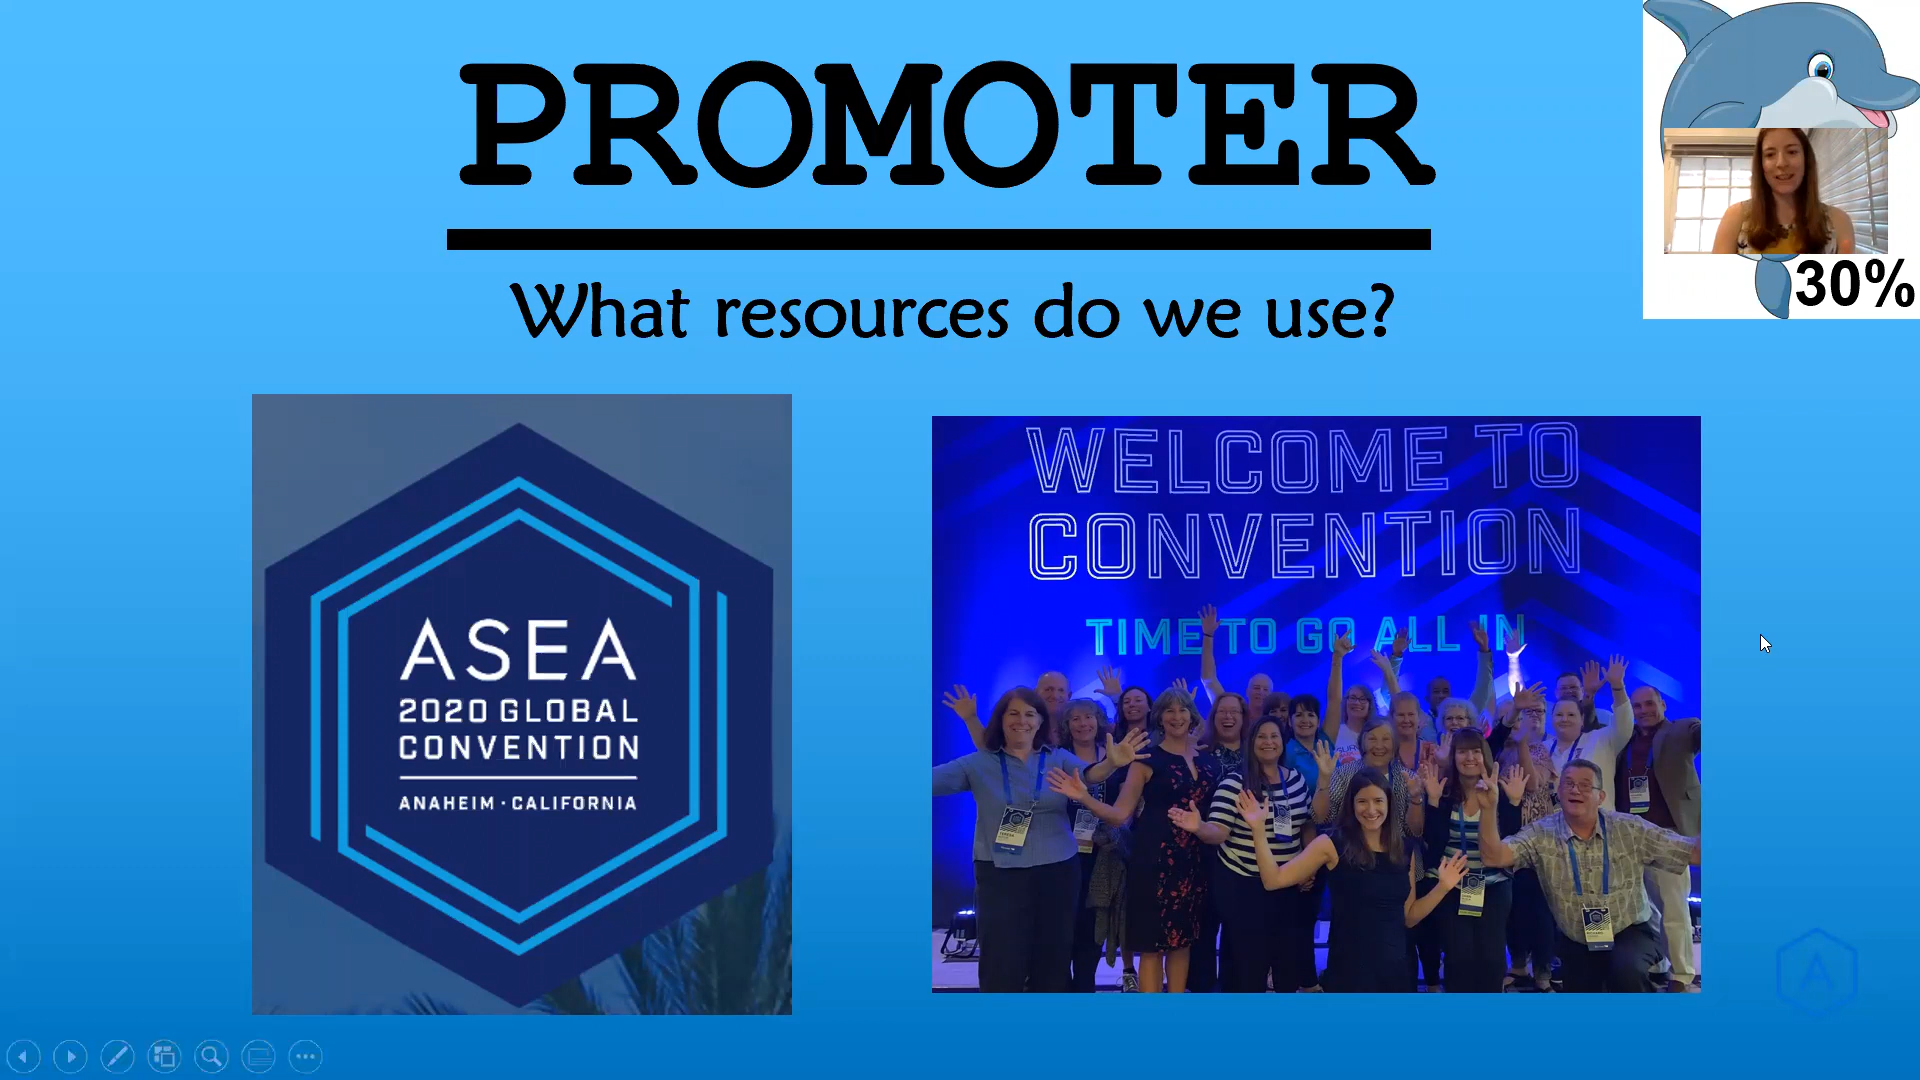 PROMOTER
What resources do we use?
30%
ASEA
2020 GLOBAL
CONVENTION
ANAHEIM · CALIFORNIA
WELCOME TO
CONVENTION
TIME TO GO ALL IN